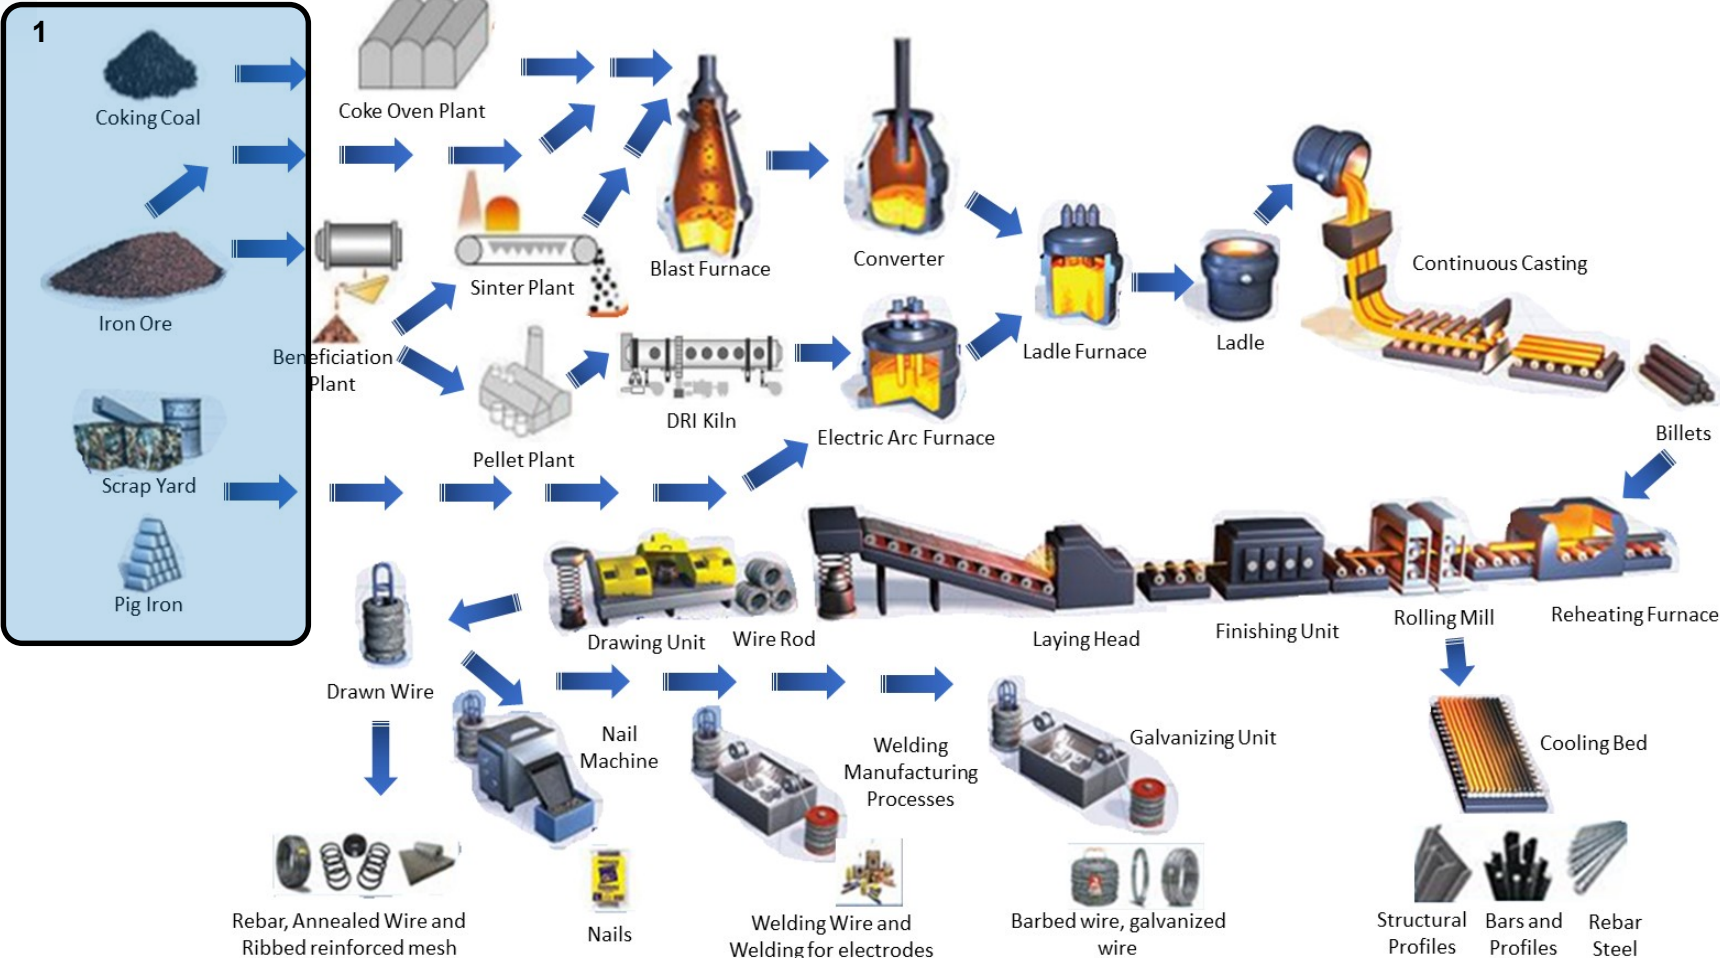 1
Coking Coal
Coke Oven Plant
Iron Ore
Beneficiation
Plant
Sinter Plant
Pellet Plant
Blast Furnace
DRI Kiln
Converter
Electric Arc Furnace
Ladle Furnace
Ladle
Continuous Casting
Billets
Scrap Yard
Pig Iron
Reheating Furnace
Rolling Mill
Finishing Unit
Laying Head
Wire Rod
Drawing Unit
Drawn Wire
Nail
Machine
Welding
Manufacturing
Processes
Galvanizing Unit
Cooling Bed
Rebar, Annealed Wire and
Ribbed reinforced mesh
Nails
Welding Wire and
Welding for electrodes
Barbed wire, galvanized
wire
Structural
Profiles
Bars and
Profiles
Rebar
Steel